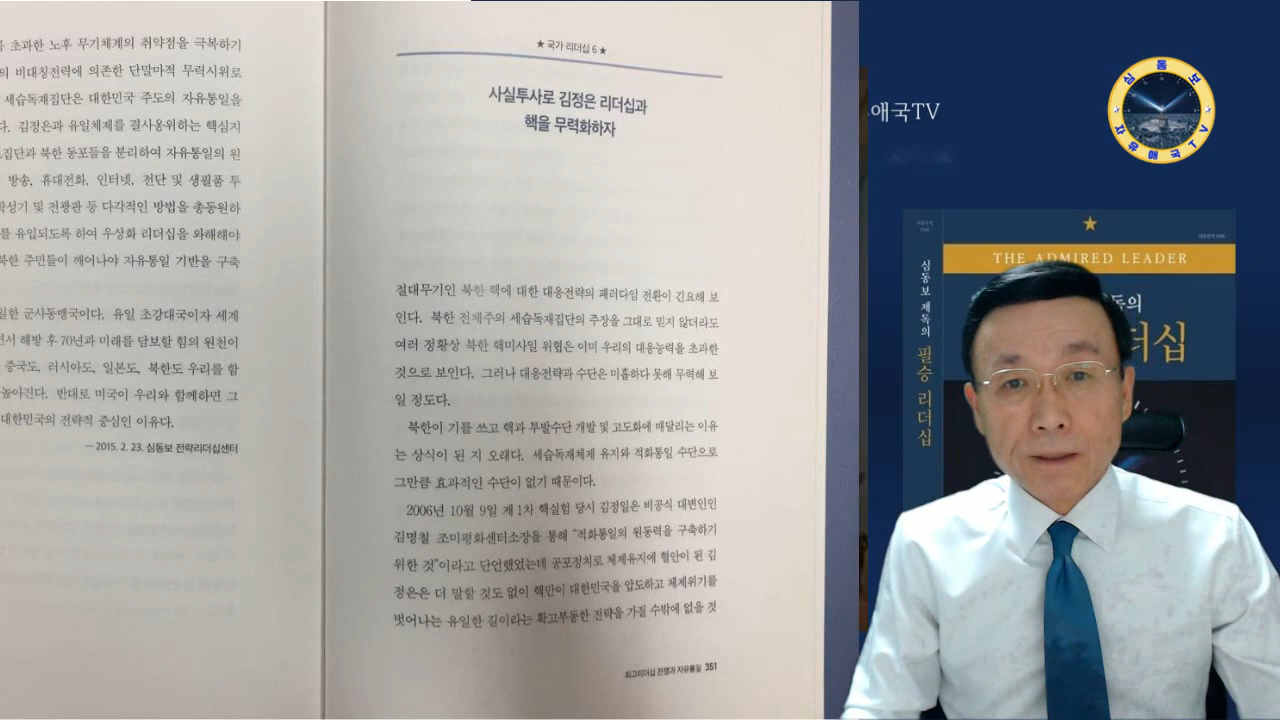 초과한 노후 무기체계의 취약점을 극복하기
의 비대칭전력에 의존한 단말마적 무력시위로
세습독재집단은 대한민국 주도의 자유통일을
다. 김정은과 유일체제를 결사옹위하는 핵심지
집단과 북한 동포들을 분리하여 자유통일의 원
방송, 휴대전화, 인터넷, 전단 및 생필품 투
확성기 및 전광판 등 다각적인 방법을 총동원하
를 유입되도록 하여 우상화 리더십을 와해해야
북한 주민들이 깨어나야 자유통일 기반을 구축
일한 군사동맹국이다. 유일 초강대국이자 세계
면서 해방 후 70년과 미래를 담보할 힘의 원천이
중국도, 러시아도, 일본도, 북한도 우리를 함
높아진다. 반대로 미국이 우리와 함께하면 그
대한민국의 전략적 중심인 이유다.
— 2015. 2. 23. 심동보 전략리더십센터
★ 국가 리더십 6 ★
사실투사로 김정은 리더십과
핵을 무력화하자
절대무기인 북한 핵에 대한 대응전략의 패러다임 전환이 긴요해 보
인다. 북한 전체주의 세습독재집단의 주장을 그대로 믿지 않더라도
여러 정황상 북한 핵미사일 위협은 이미 우리의 대응능력을 초과한
것으로 보인다. 그러나 대응전략과 수단은 미흡하다 못해 무력해 보
일 정도다.
북한이 기를 쓰고 핵과 투발수단 개발 및 고도화에 매달리는 이유
는 상식이 된 지 오래다. 세습독재체제 유지와 적화통일 수단으로
그만큼 효과적인 수단이 없기 때문이다.
2006년 10월 9일 제1차 핵실험 당시 김정일은 비공식 대변인인
김명철 조미평화센터소장을 통해 “적화통일의 원동력을 구축하기
위한 것”이라고 단언했었는데 공포정치로 체제유지에 혈안이 된 김
정은은 더 말할 것도 없이 핵만이 대한민국을 압도하고 체제위기를
벗어나는 유일한 길이라는 확고부동한 전략을 가질 수밖에 없을 것
최고리더십 전쟁과 자유통일 351
애국TV
심동보
자유애국TV
THE ADMIRED LEADER
심동보 제독의 필승 리더십
독의
더십